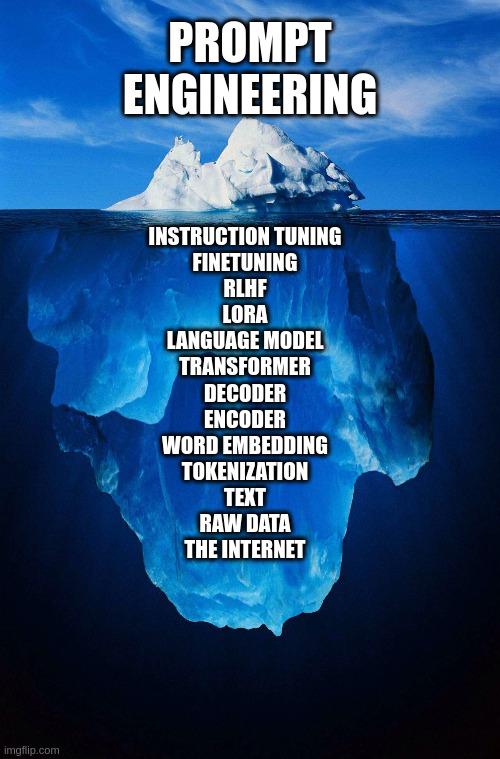 PROMPT
ENGINEERING
INSTRUCTION TUNING
FINETUNING
RLHF
LORA
LANGUAGE MODEL
TRANSFORMER
DECODER
ENCODER
WORD EMBEDDING
TOKENIZATION
TEXT
RAW DATA
THE INTERNET
imgflip.com